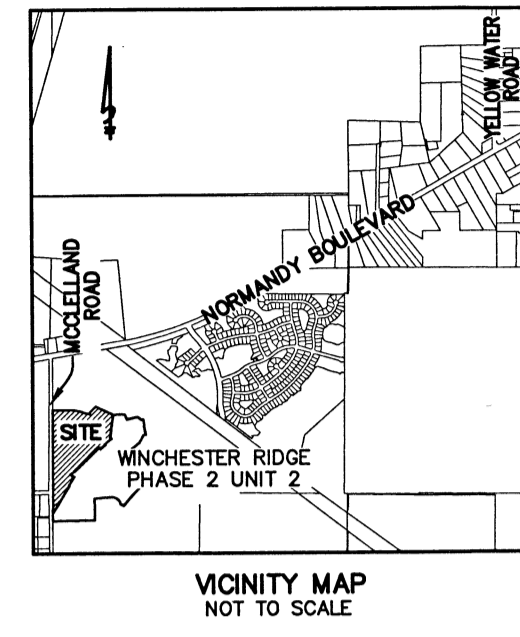 YELLOW WATER
ROAD
NORMANDY BOULEVARD
MCCLELLAND
ROAD
SITE
WINCHESTER RIDGE
PHASE 2 UNIT 2
VICINITY MAP
NOT TO SCALE